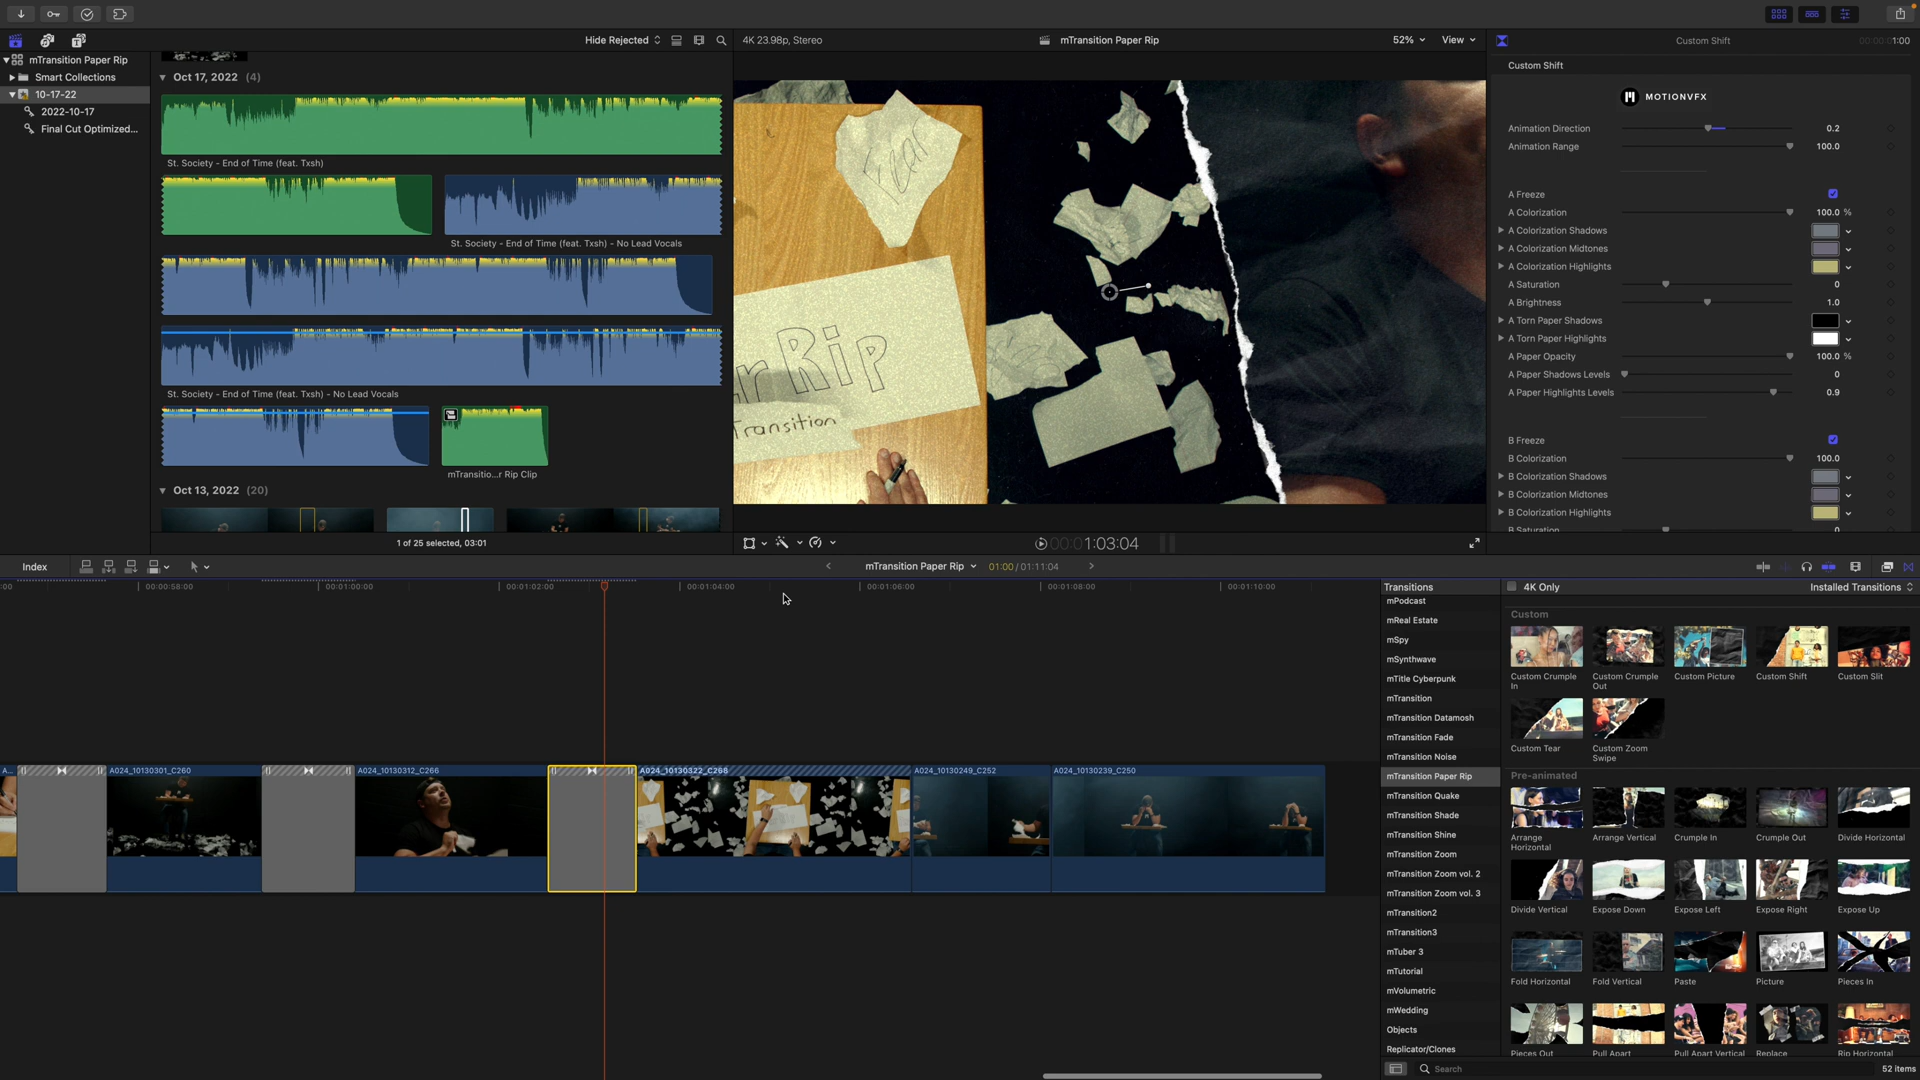 Hide Rejected
4K 23.98p, Stereo
mTransition Paper Rip
52%
View
Custom Shift
1:00
mTransition Paper Rip
Smart Collections
10-17-22
2022-10-17
Final Cut Optimized...
Oct 17, 2022 (4)
St. Society - End of Time (feat. Txsh)
St. Society - End of Time (feat. Txsh) - No Lead Vocals
St. Society - End of Time (feat. Txsh) - No Lead Vocals
mTransitio...r Rip Clip
Oct 13, 2022 (20)
1 of 25 selected, 03:01
Fear
rRip
Transition
00:00:1:03:04
Custom Shift
MOTIONVFX
Animation Direction 0.2
Animation Range 100.0
A Freeze
A Colorization 100.0 %
A Colorization Shadows
A Colorization Midtones
A Colorization Highlights
A Saturation 0
A Brightness 1.0
A Torn Paper Shadows
A Torn Paper Highlights
A Paper Opacity 100.0 %
A Paper Shadows Levels 0
A Paper Highlights Levels 0.9
B Freeze
B Colorization 100.0
B Colorization Shadows
B Colorization Midtones
B Colorization Highlights
B Saturation 0
Index
mTransition Paper Rip
01:00 / 01:11:04
:00
00:00:58:00
00:01:00:00
00:01:02:00
00:01:04:00
00:01:06:00
00:01:08:00
00:01:10:00
A...
A024_10130301_C260
A024_10130312_C266
A024_10130322_C268
A024_10130249_C252
A024_10130239_C250
Transitions
mPodcast
mReal Estate
mSpy
mSynthwave
mTitle Cyberpunk
mTransition
mTransition Datamosh
mTransition Fade
mTransition Noise
mTransition Paper Rip
mTransition Quake
mTransition Shade
mTransition Shine
mTransition Zoom
mTransition Zoom vol. 2
mTransition Zoom vol. 3
mTransition2
mTransition3
mTuber 3
mTutorial
mVolumetric
mWedding
Objects
Replicator/Clones
4K Only
Installed Transitions
Custom
Custom Crumple In
Custom Crumple Out
Custom Picture
Custom Shift
Custom Slit
Custom Tear
Custom Zoom Swipe
Pre-animated
Arrange Horizontal
Arrange Vertical
Crumple In
Crumple Out
Divide Horizontal
Divide Vertical
Expose Down
Expose Left
Expose Right
Expose Up
Fold Horizontal
Fold Vertical
Paste
Picture
Pieces In
Pieces Out
Pull Apart
Pull Apart Vertical
Replace
Rip Horizontal
Search
52 items